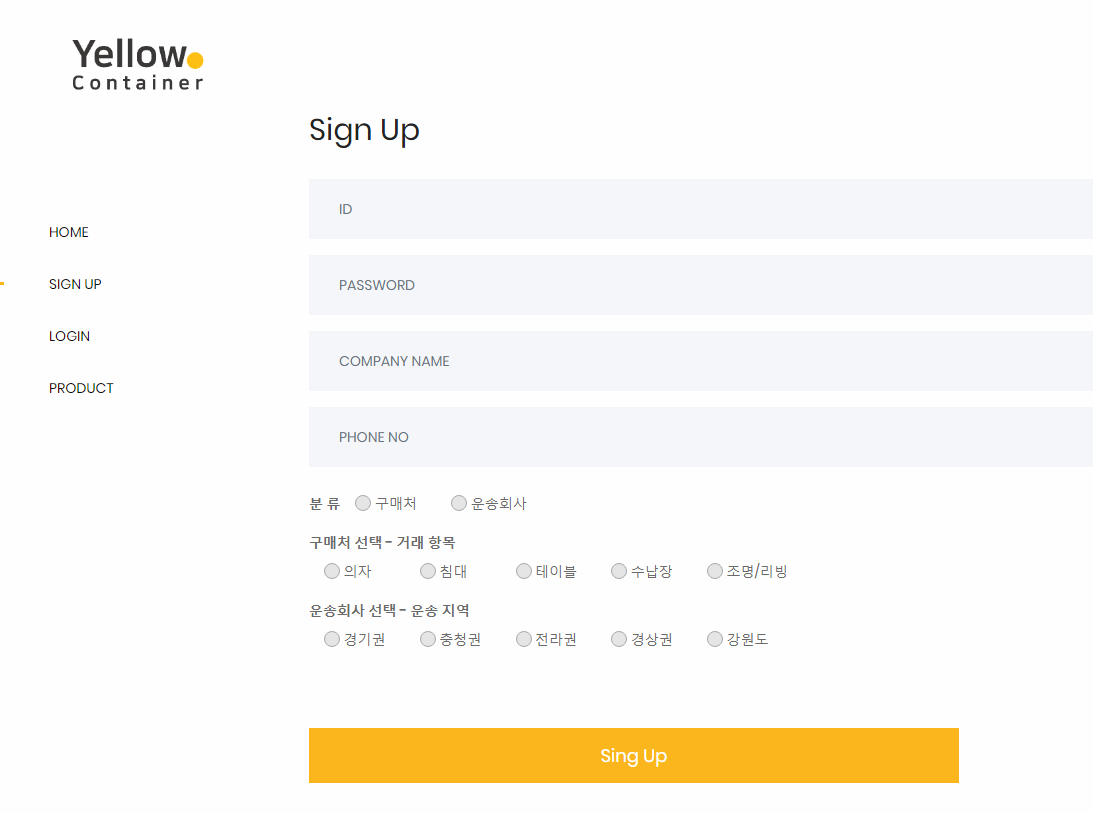 Yellow
Container
Sign Up
HOME
SIGN UP
LOGIN
PRODUCT
ID
PASSWORD
COMPANY NAME
PHONE NO
분 류 구매처 운송회사
구매처 선택 - 거래 항목
의자 침대 테이블 수납장 조명/리빙
운송회사 선택 - 운송 지역
경기권 충청권 전라권 경상권 강원도
Sing Up